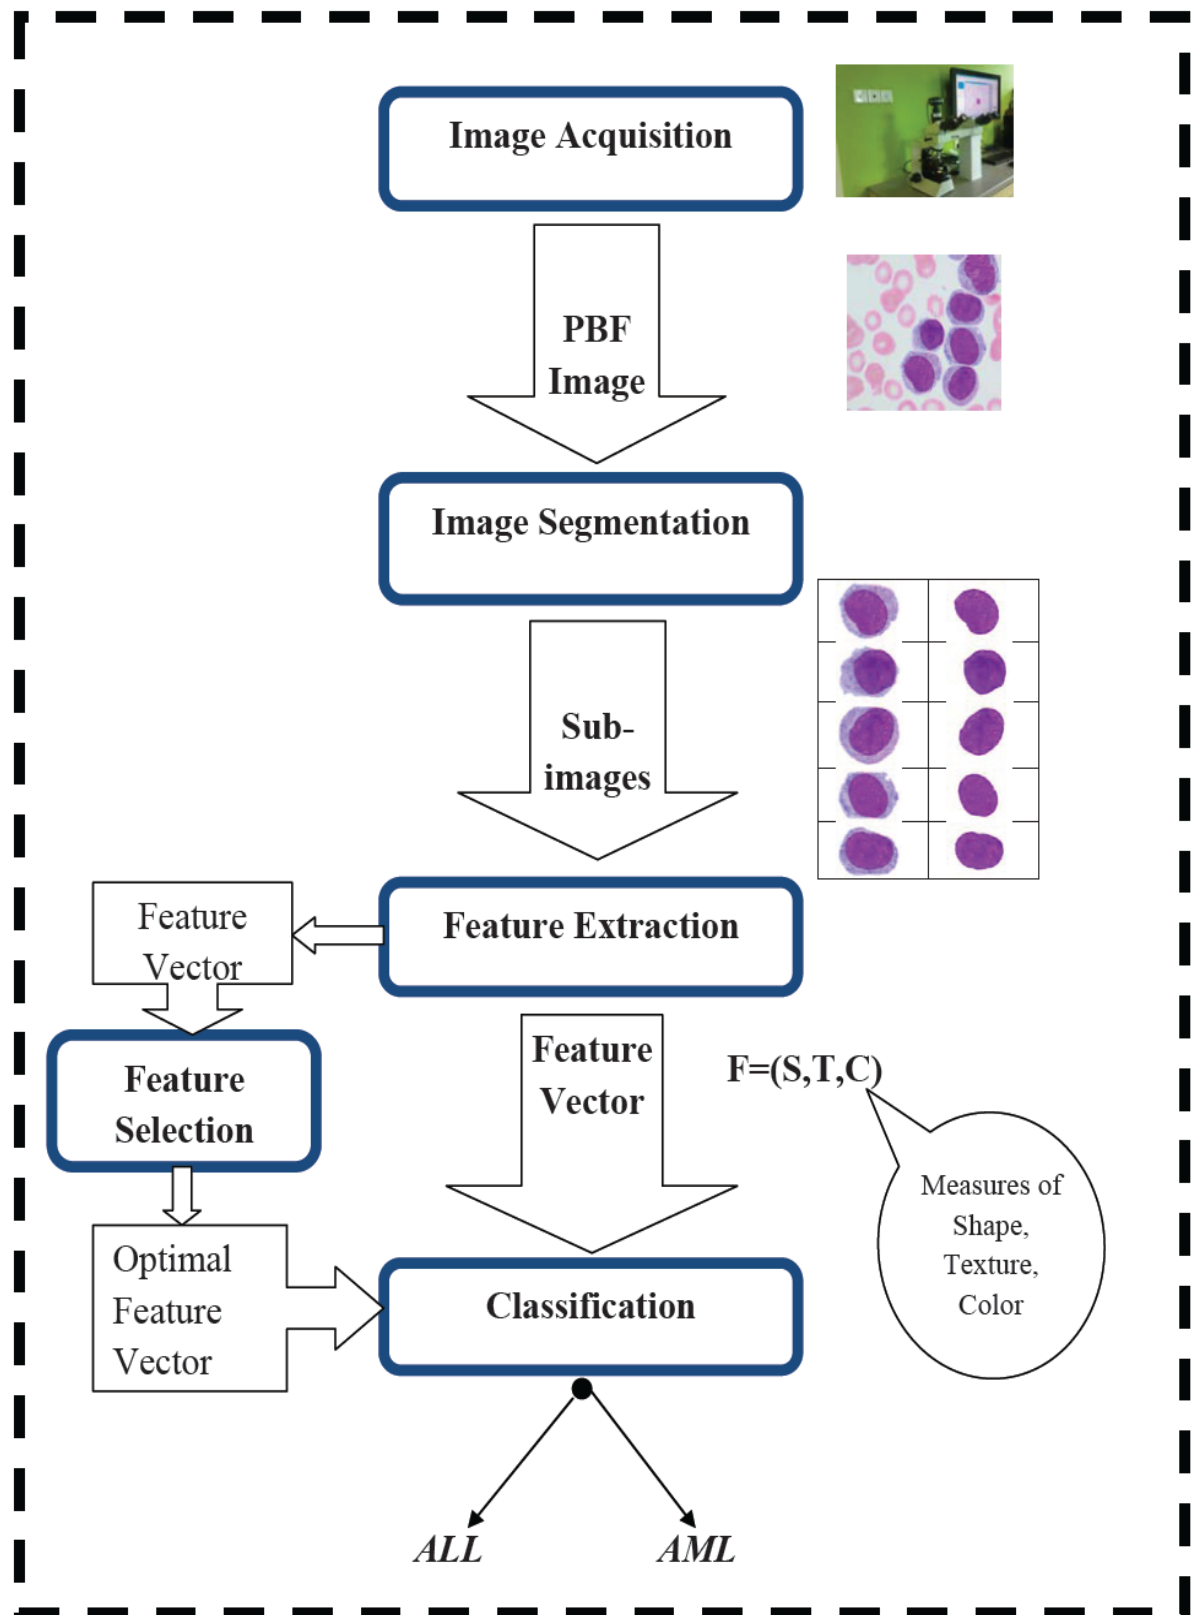 Image Acquisition
PBF
Image
Image Segmentation
Sub-
images
Feature Extraction
Feature
Vector
Feature
Selection
Optimal
Feature
Vector
Feature
Vector
F=(S,T,C)
Measures of
Shape,
Texture,
Color
Classification
ALL
AML